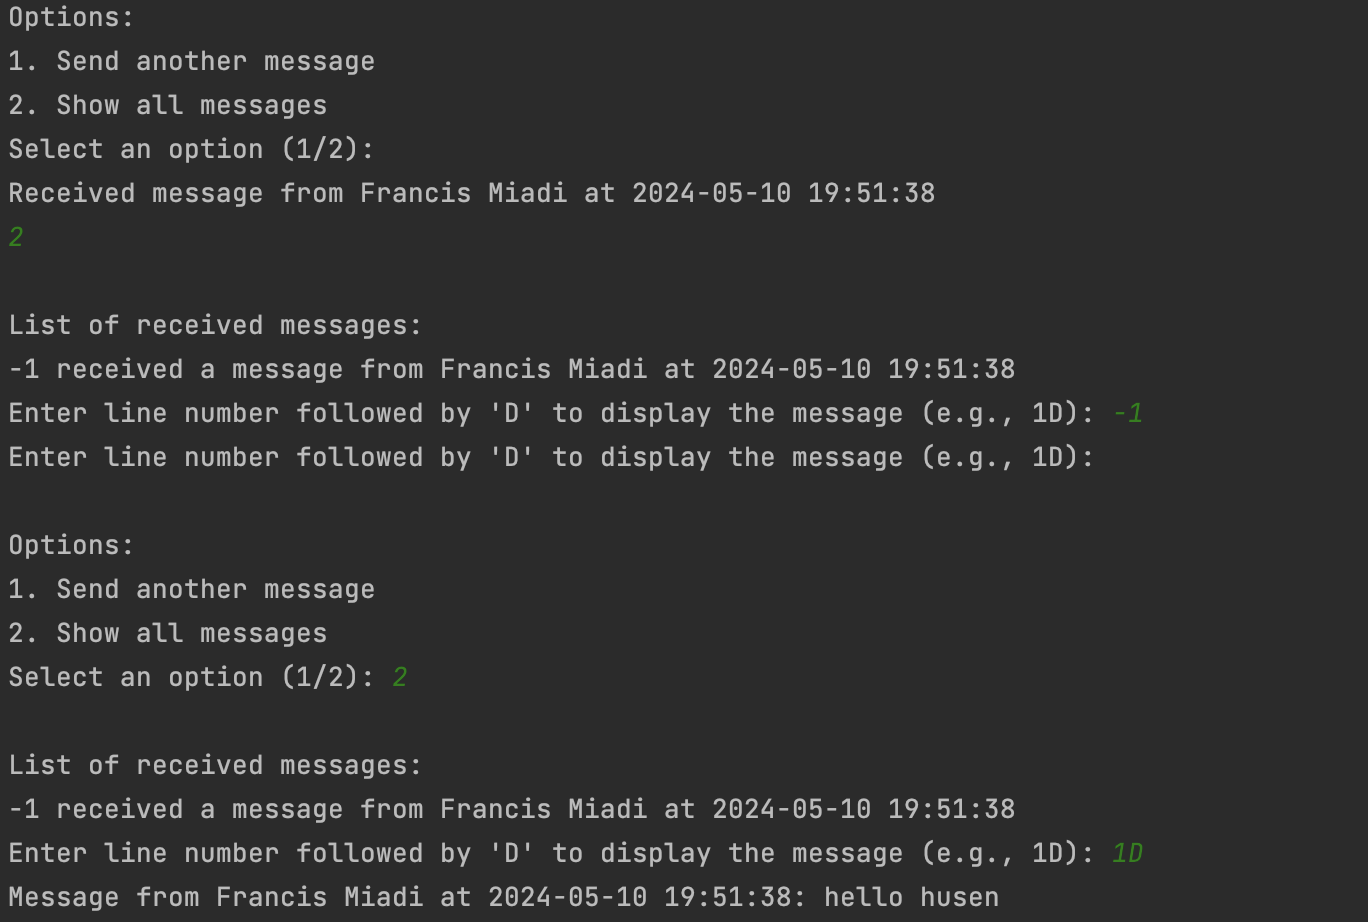 Options:
1. Send another message
2. Show all messages
Select an option (1/2):
Received message from Francis Miadi at 2024-05-10 19:51:38
2
List of received messages:
-1 received a message from Francis Miadi at 2024-05-10 19:51:38
Enter line number followed by 'D' to display the message (e.g., 1D): -1
Enter line number followed by 'D' to display the message (e.g., 1D):
Options:
1. Send another message
2. Show all messages
Select an option (1/2): 2
List of received messages:
-1 received a message from Francis Miadi at 2024-05-10 19:51:38
Enter line number followed by 'D' to display the message (e.g., 1D): 1D
Message from Francis Miadi at 2024-05-10 19:51:38: hello husen